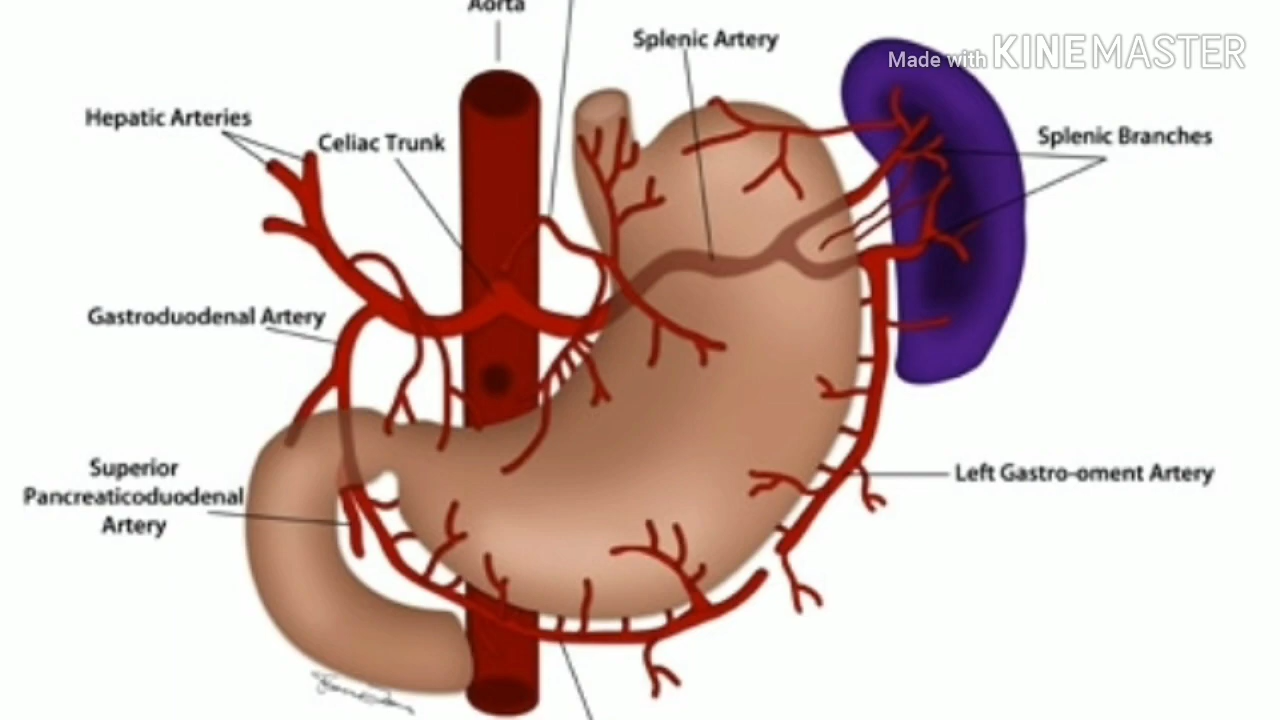 Aorta
Splenic Artery
Made with KINEMASTER
Hepatic Arteries
Celiac Trunk
Splenic Branches
Gastroduodenal Artery
Superior
Pancreaticoduodenal
Artery
Left Gastro-oment Artery